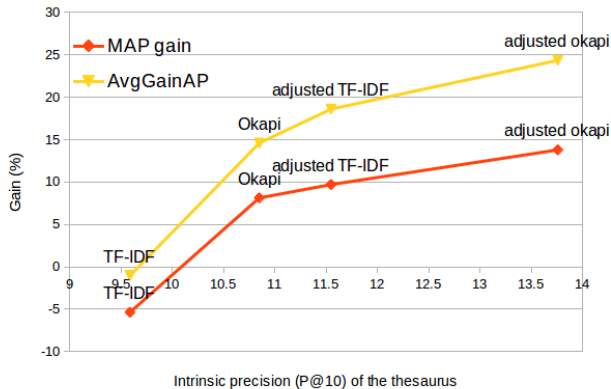 30
25
20
15
10
5
0
-5
-10
Gain (%)
MAP gain
AvgGainAP
adjusted okapi
adjusted TF-IDF
Okapi
adjusted okapi
adjusted TF-IDF
Okapi
TF-IDF
TF-IDF
9 9.5 10 10.5 11 11.5 12 12.5 13 13.5 14
Intrinsic precision (P@10) of the thesaurus